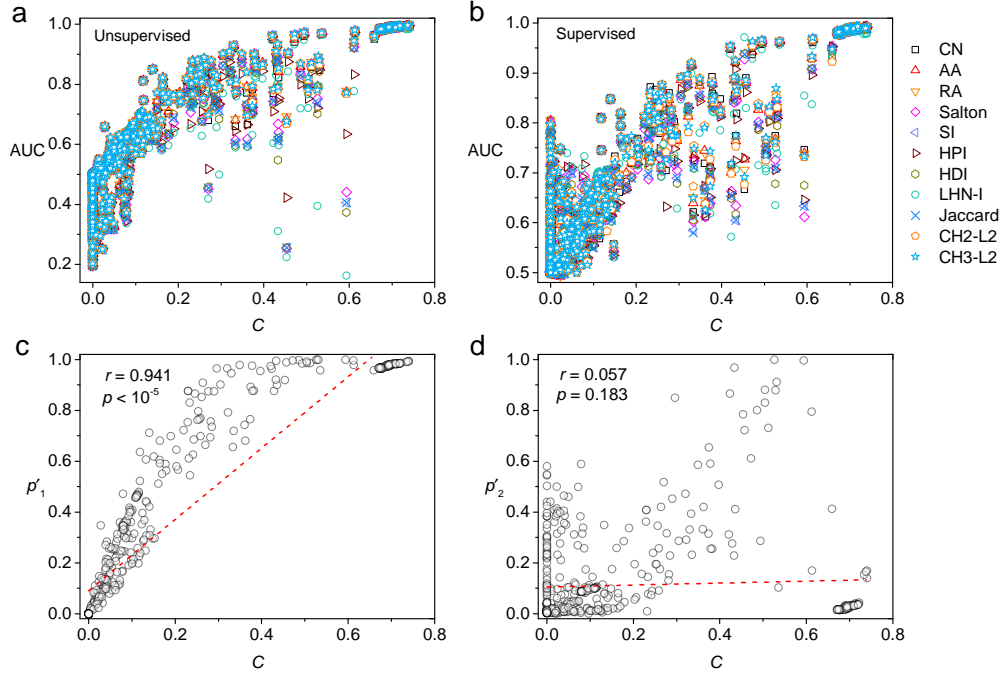 a
Unsupervised
1.0
0.8
0.6
0.4
0.2
AUC
0.0 0.2 0.4 0.6 0.8
C
b
Supervised
1.0
0.9
0.8
0.7
0.6
0.5
AUC
0.0 0.2 0.4 0.6 0.8
C
CN
AA
RA
Salton
SI
HPI
HDI
LHN-I
Jaccard
CH2-L2
CH3-L2
c
r = 0.941
p < 10⁻⁵
1.0
0.8
0.6
0.4
0.2
0.0
p′₁
0.0 0.2 0.4 0.6 0.8
C
d
r = 0.057
p = 0.183
1.0
0.8
0.6
0.4
0.2
0.0
p′₂
0.0 0.2 0.4 0.6 0.8
C